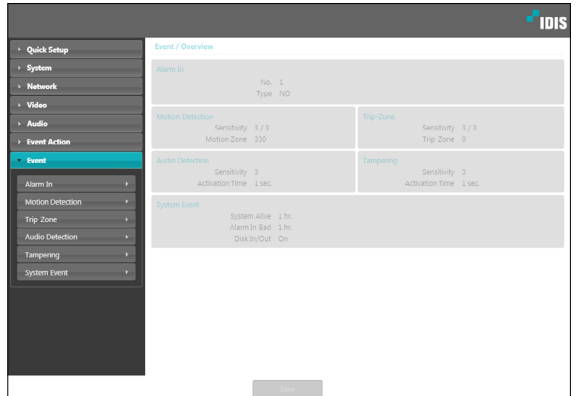 IDIS
Quick Setup
System
Network
Video
Audio
Event Action
Event
Alarm In
Motion Detection
Trip Zone
Audio Detection
Tampering
System Event
Event / Overview
Alarm In
No. 1
Type NO
Motion Detection
Sensitivity 3 / 3
Motion Zone 330
Trip-Zone
Sensitivity 3 / 3
Trip Zone 0
Audio Detection
Sensitivity 3
Activation Time 1 sec.
Tampering
Sensitivity 3
Activation Time 1 sec.
System Event
System Alive 1 hr.
Alarm In Bad 1 hr.
Disk In/Out On
Save